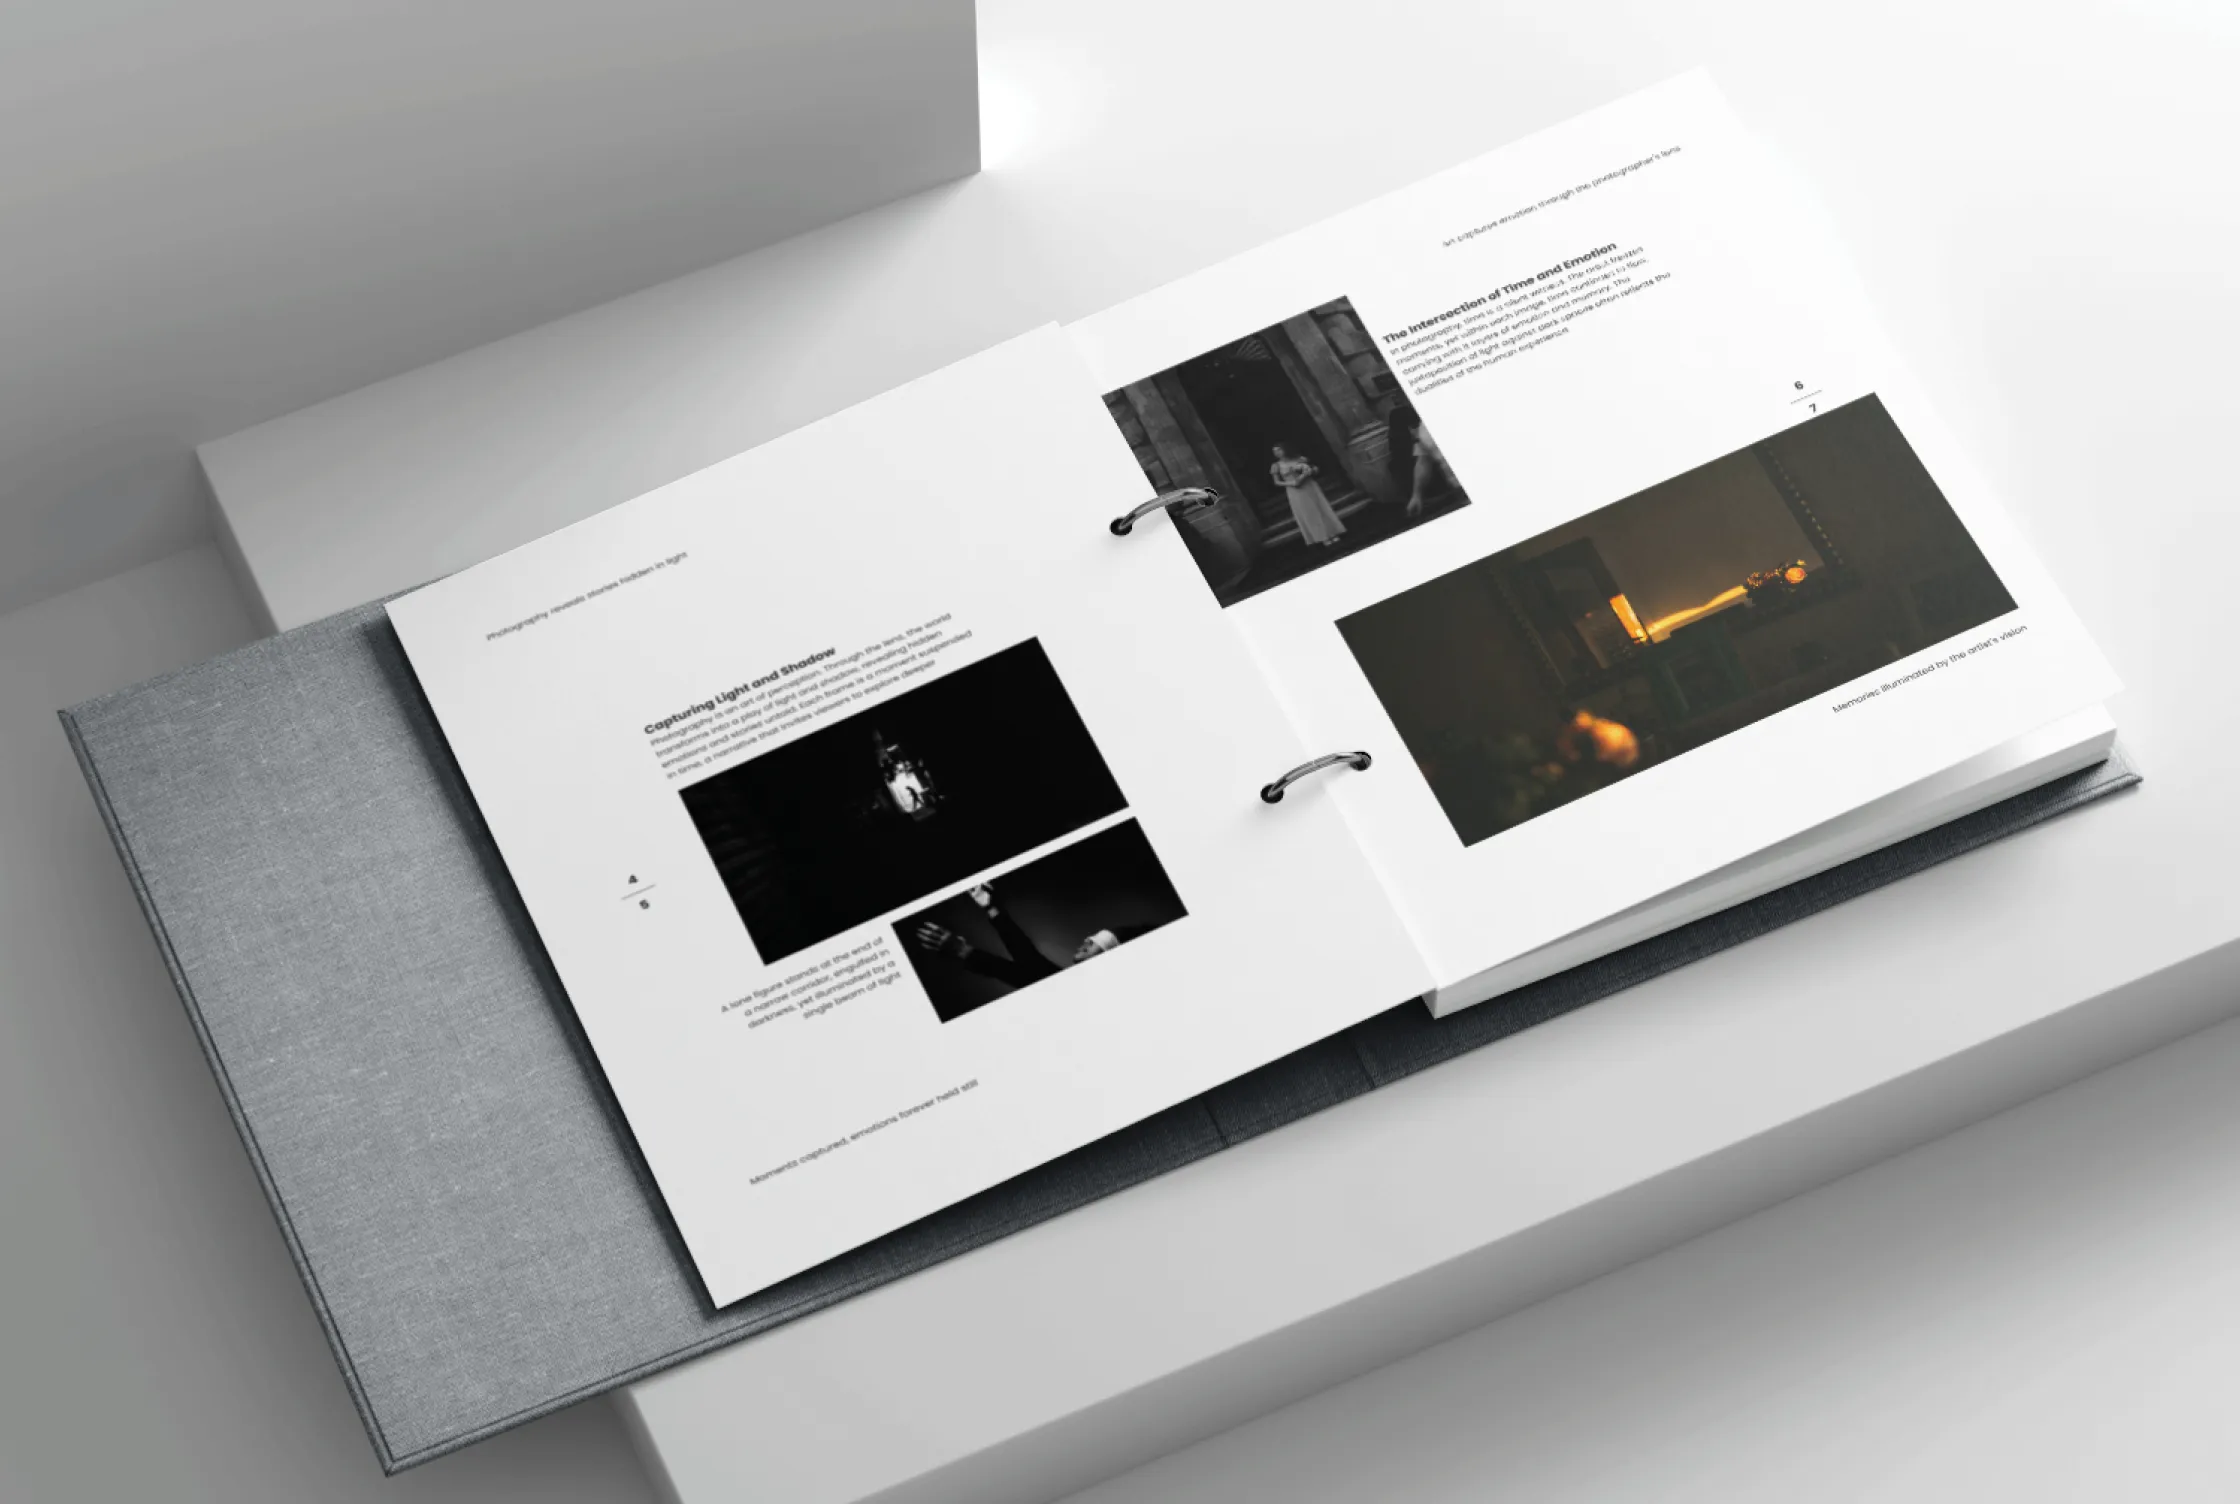 Photography reveals stories hidden in light
Capturing Light and Shadow
Photography is an art of perception. Through the lens, the world
transforms into a play of light and shadow, revealing hidden
emotions and stories untold. Each frame is a moment suspended
in time, a narrative that invites viewers to explore deeper
4
5
A lone figure stands at the end of
a narrow corridor, engulfed in
darkness, yet illuminated by a
single beam of light
Moments captured, emotions forever held still
captures emotion through the photographer's lens
The Intersection of Time and Emotion
In photography, time is a silent witness. The artist freezes
moments, yet within each image, time continues to flow,
carrying with it layers of emotion and memory. The
juxtaposition of light against dark spaces often reflects the
dualities of the human experience
6
7
Memories illuminated by the artist's vision